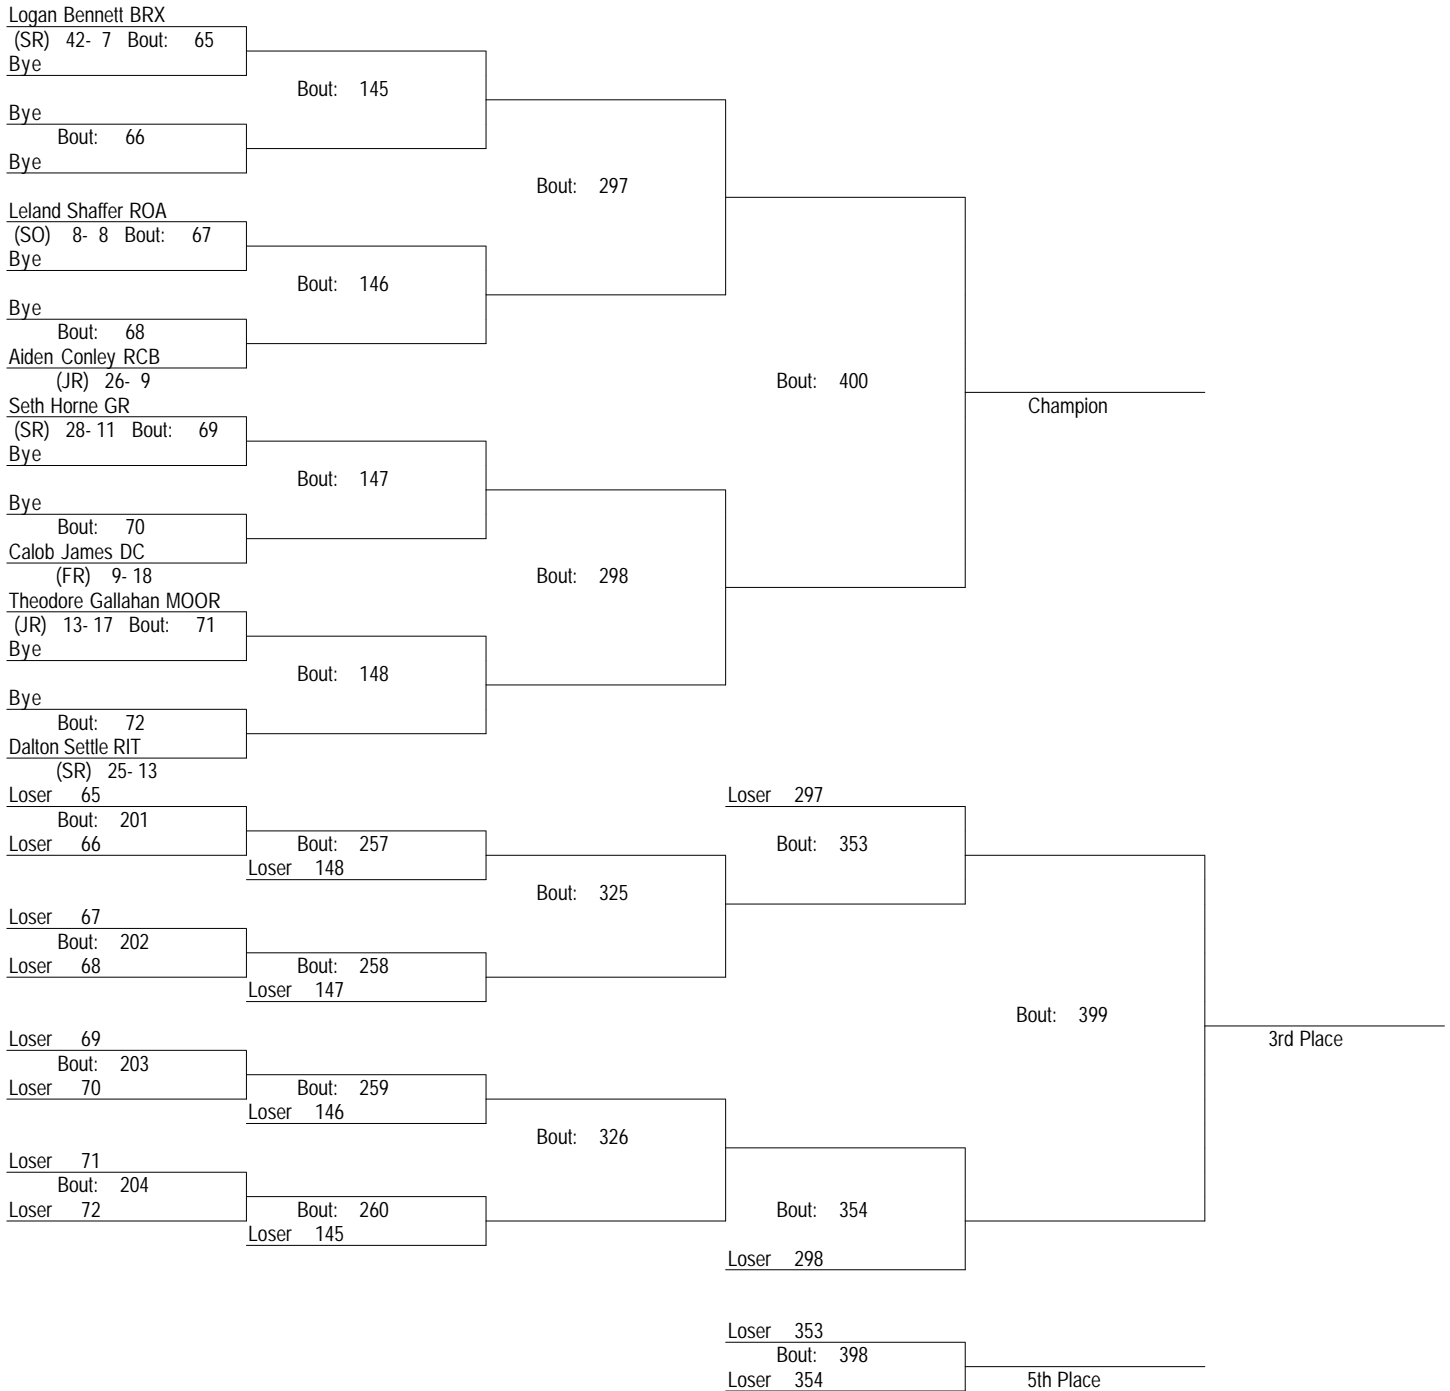 Logan Bennett BRX
(SR) 42- 7 Bout: 65
Bye
Bout: 145
Bye
Bout: 66
Bye
Bout: 297
Leland Shaffer ROA
(SO) 8- 8 Bout: 67
Bye
Bout: 146
Bye
Bout: 68
Aiden Conley RCB
(JR) 26- 9
Bout: 400
Seth Horne GR
Champion
(SR) 28- 11 Bout: 69
Bye
Bout: 147
Bye
Bout: 70
Calob James DC
(FR) 9- 18
Bout: 298
Theodore Gallahan MOOR
(JR) 13- 17 Bout: 71
Bye
Bout: 148
Bye
Bout: 72
Dalton Settle RIT
(SR) 25- 13
Loser 65
Loser 297
Bout: 201
Loser 66
Bout: 257
Bout: 353
Loser 148
Bout: 325
Loser 67
Bout: 202
Loser 68
Bout: 258
Loser 147
Bout: 399
Loser 69
3rd Place
Bout: 203
Loser 70
Bout: 259
Loser 146
Bout: 326
Loser 71
Bout: 204
Loser 72
Bout: 260
Bout: 354
Loser 145
Loser 298
Loser 353
Bout: 398
Loser 354
5th Place